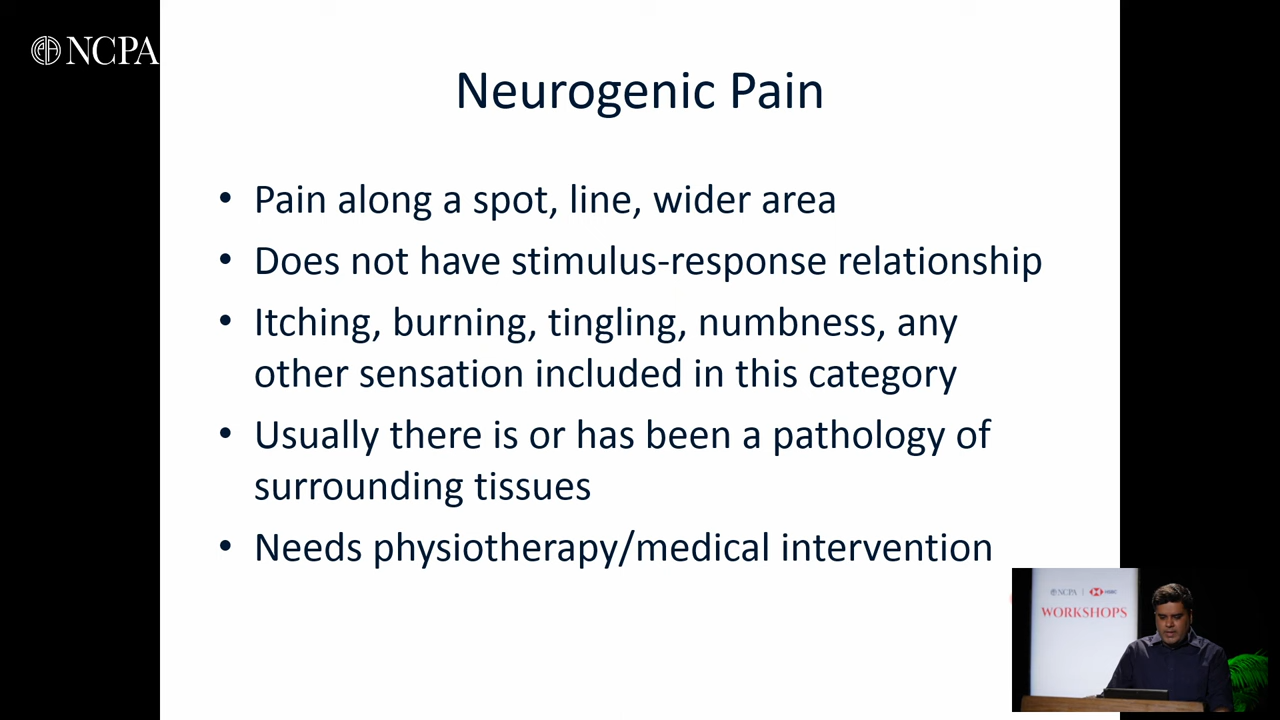 NCPA
Neurogenic Pain
• Pain along a spot, line, wider area
• Does not have stimulus-response relationship
• Itching, burning, tingling, numbness, any
other sensation included in this category
• Usually there is or has been a pathology of
surrounding tissues
• Needs physiotherapy/medical intervention
NCPA | HSBC
WORKSHOPS